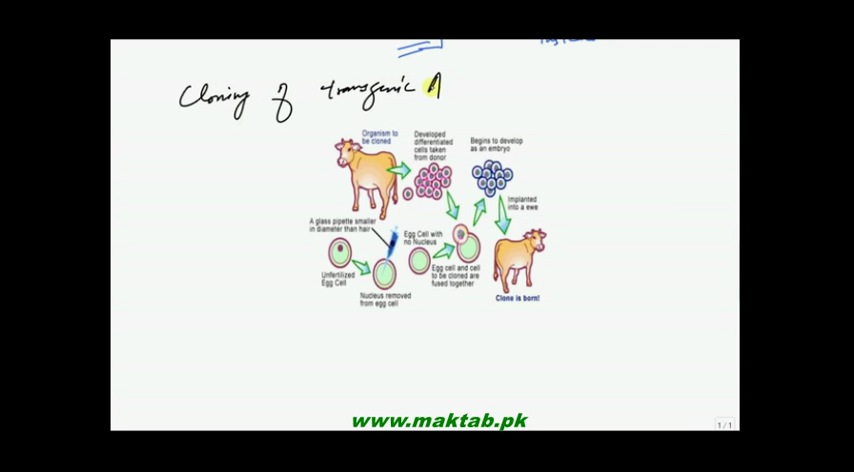 Cloning of transgenic A
Organism to
be cloned
Developed
differentiated
cells taken
from donor
Begins to develop
as an embryo
Implanted
into a ewe
A glass pipette smaller
in diameter than hair
Egg Cell with
no Nucleus
Unfertilized
Egg Cell
Nucleus removed
from egg cell
Egg cell and cell
to be cloned are
fused together
Clone is born!
www.maktab.pk
1/1